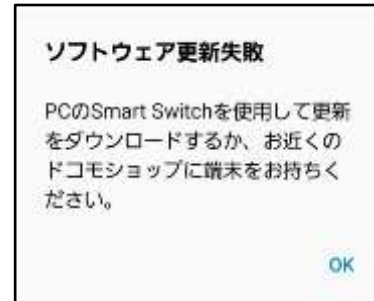 ソフトウェア更新失敗
PCのSmart Switchを使用して更新
をダウンロードするか、お近くの
ドコモショップに端末をお持ちく
ださい。
OK